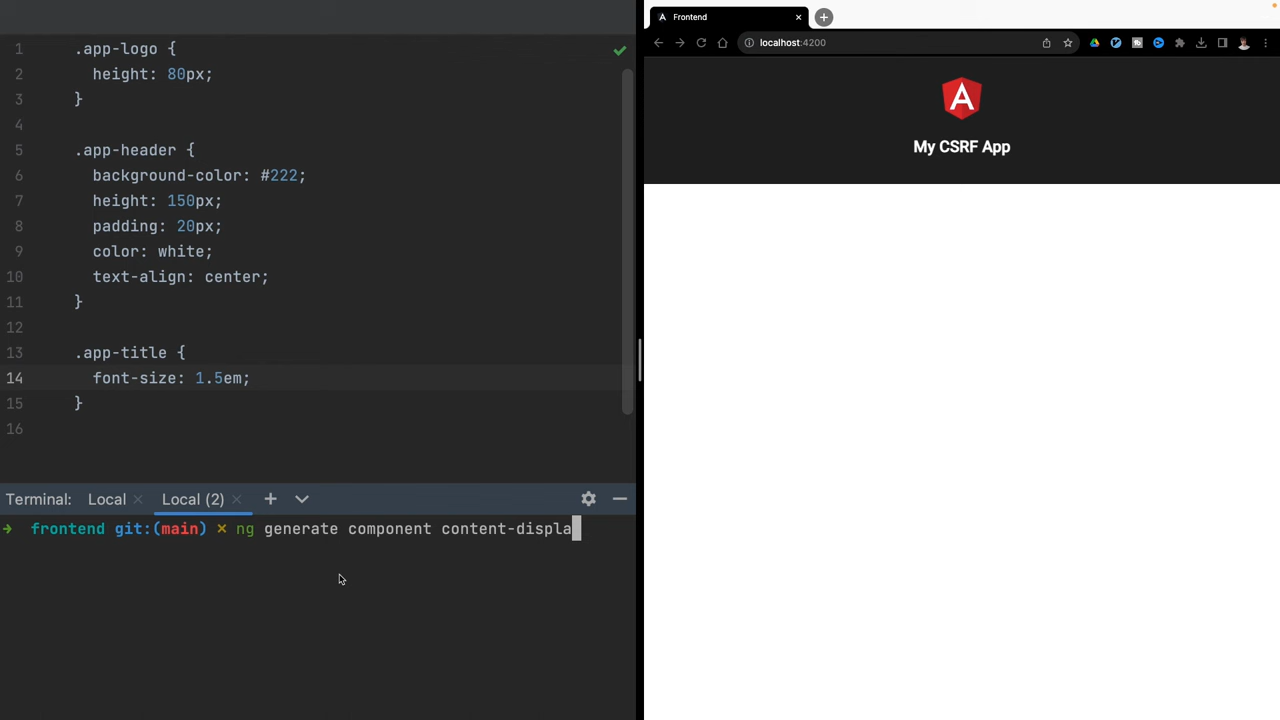 1 .app-logo {
2 height: 80px;
3 }
4
5 .app-header {
6 background-color: #222;
7 height: 150px;
8 padding: 20px;
9 color: white;
10 text-align: center;
11 }
12
13 .app-title {
14 font-size: 1.5em;
15 }
16
Terminal: Local × Local (2) ×
frontend git:(main) × ng generate component content-displa
Frontend
localhost:4200
A
My CSRF App